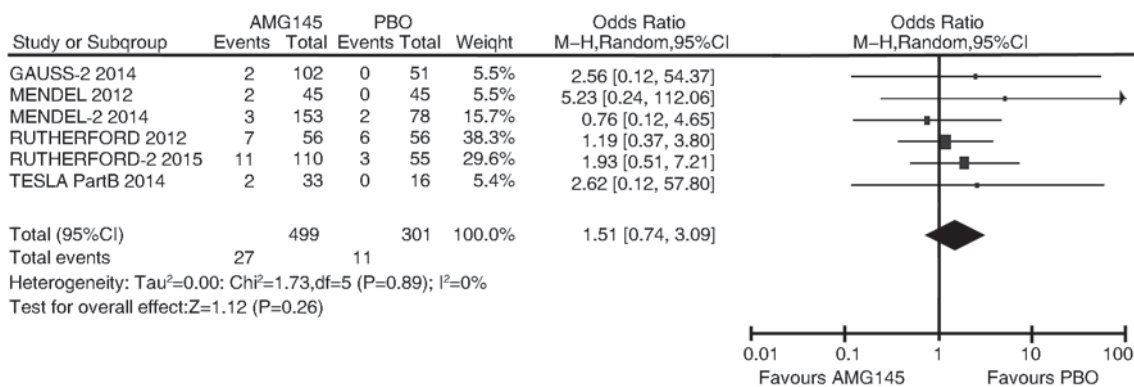 AMG145 PBO Odds Ratio Odds Ratio
Study or Subgroup Events Total Events Total Weight M–H,Random,95%CI M–H,Random,95%CI
GAUSS-2 2014 2 102 0 51 5.5% 2.56 [0.12, 54.37]
MENDEL 2012 2 45 0 45 5.5% 5.23 [0.24, 112.06]
MENDEL-2 2014 3 153 2 78 15.7% 0.76 [0.12, 4.65]
RUTHERFORD 2012 7 56 6 56 38.3% 1.19 [0.37, 3.80]
RUTHERFORD-2 2015 11 110 3 55 29.6% 1.93 [0.51, 7.21]
TESLA PartB 2014 2 33 0 16 5.4% 2.62 [0.12, 57.80]
Total (95%CI) 499 301 100.0% 1.51 [0.74, 3.09]
Total events 27 11
Heterogeneity: Tau²=0.00: Chi²=1.73,df=5 (P=0.89); I²=0%
Test for overall effect:Z=1.12 (P=0.26)
0.01 0.1 1 10 100
Favours AMG145 Favours PBO